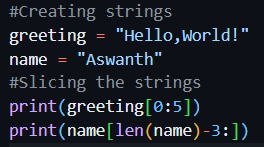 #Creating strings
greeting = "Hello,World!"
name = "Aswanth"
#Slicing the strings
print(greeting[0:5])
print(name[len(name)-3:])